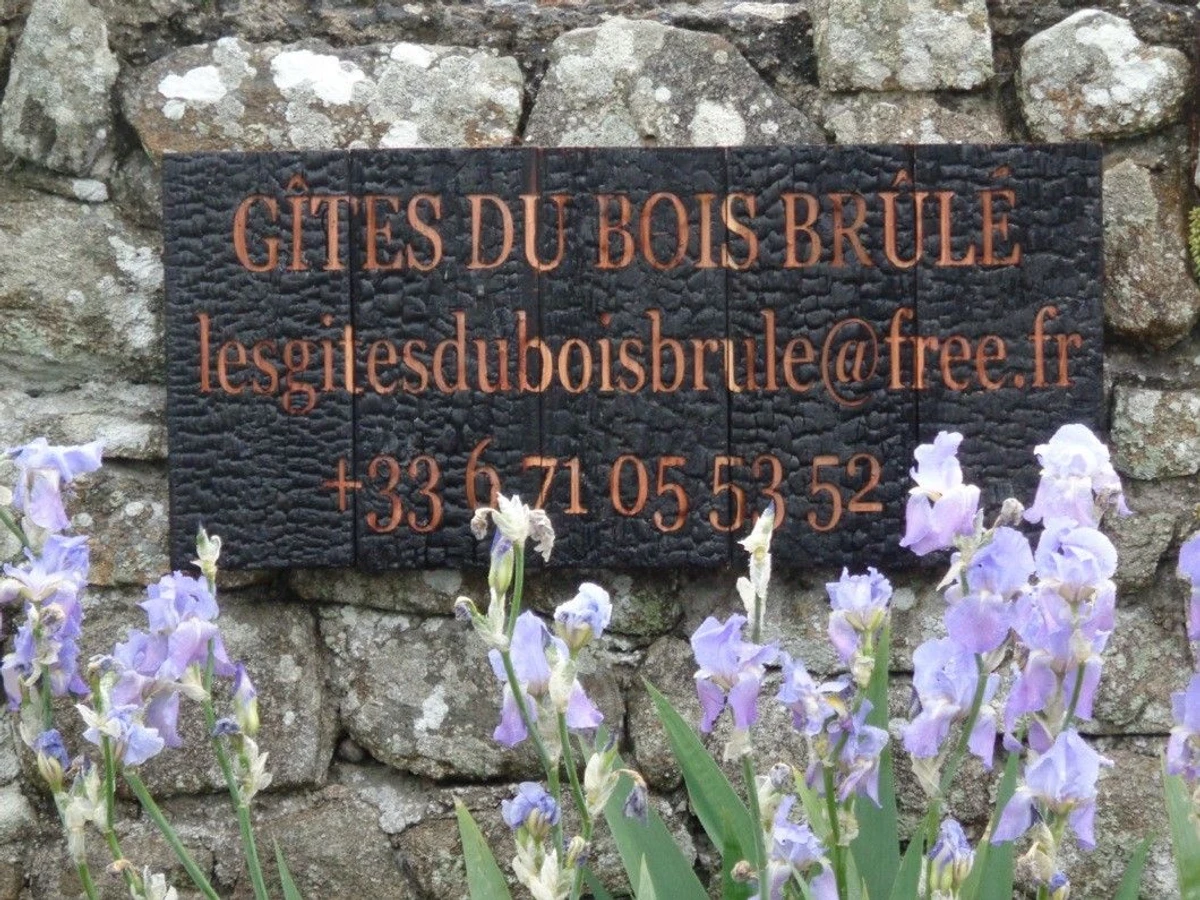 GÎTES DU BOIS BRÛLÉ
lesgitesduboisbrule@free.fr
+33 6 71 05 53 52